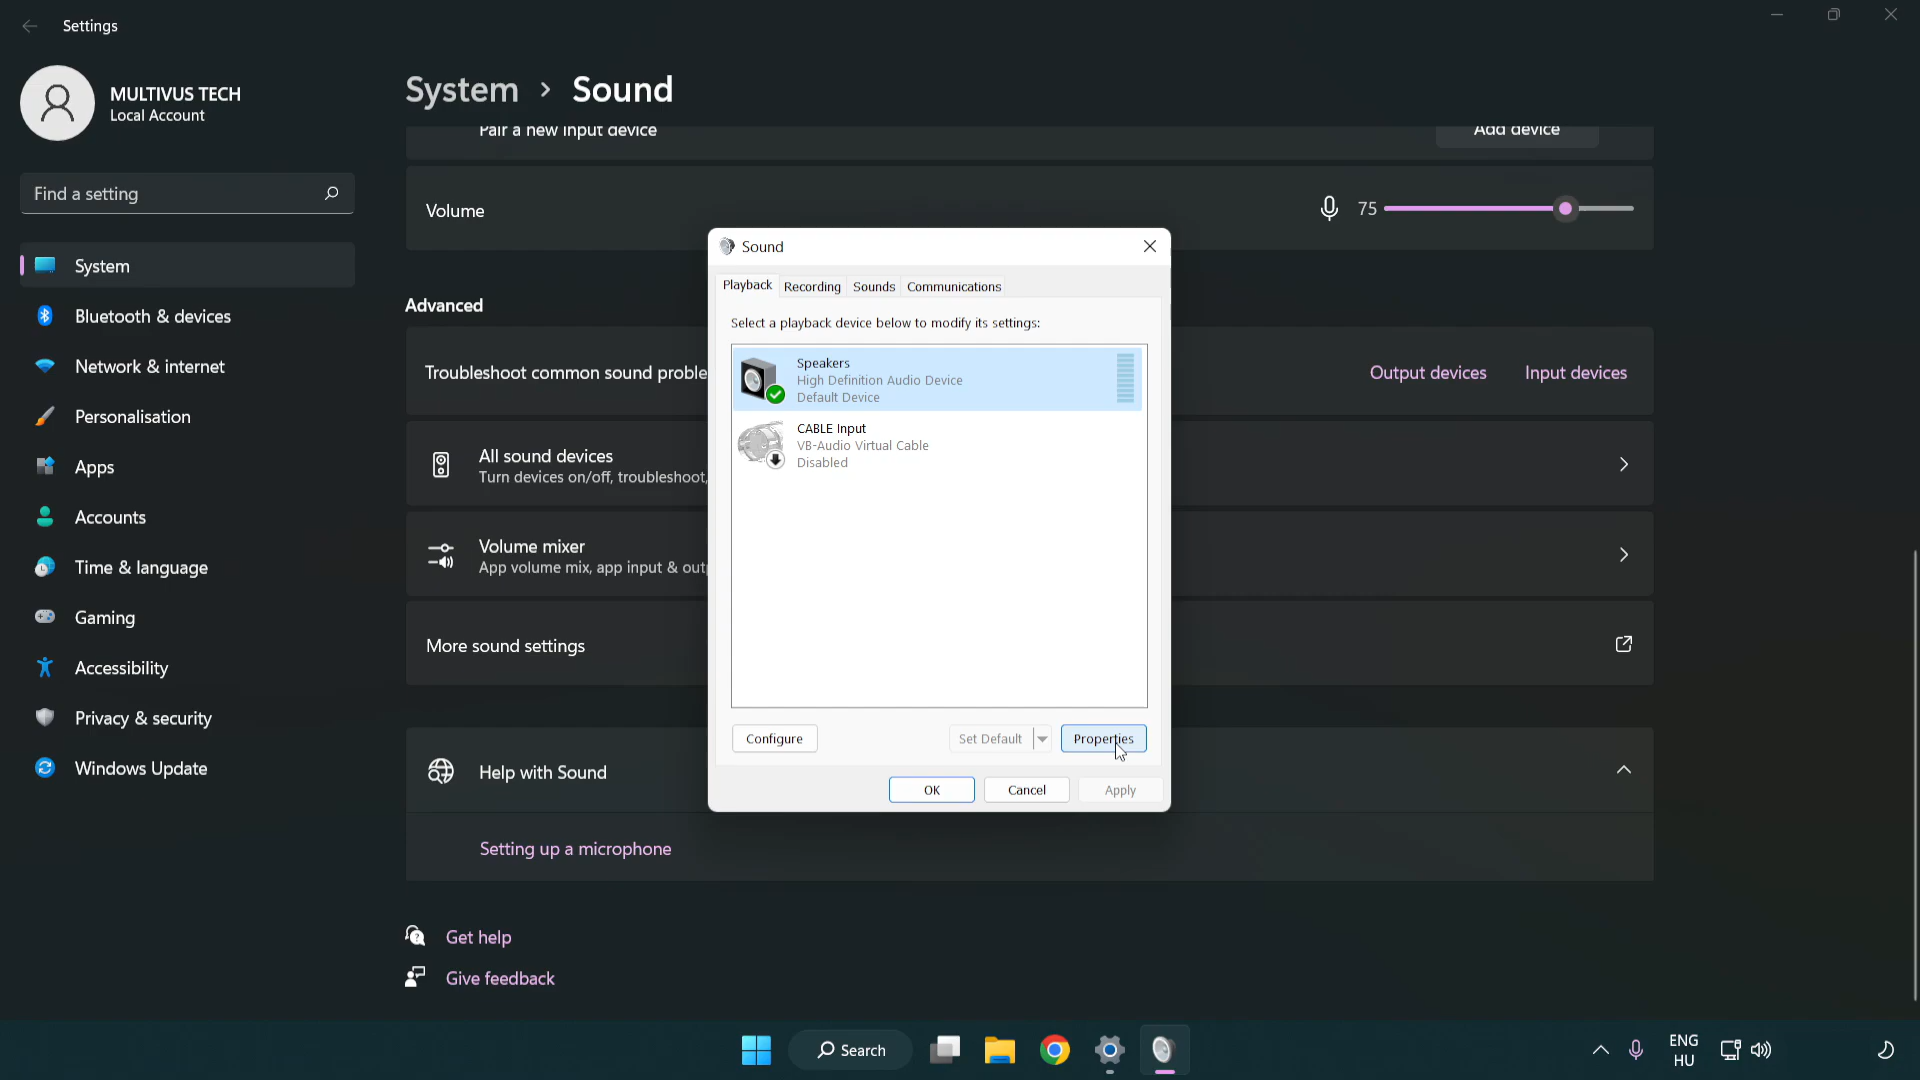 Settings
MULTIVUS TECH
Local Account
Find a setting
System
Bluetooth & devices
Network & internet
Personalisation
Apps
Accounts
Time & language
Gaming
Accessibility
Privacy & security
Windows Update
System > Sound
Pair a new input device
Add device
Volume
75
Advanced
Troubleshoot common sound proble
Output devices
Input devices
All sound devices
Turn devices on/off, troubleshoot,
Volume mixer
App volume mix, app input & outp
More sound settings
Help with Sound
Setting up a microphone
Get help
Give feedback
Sound
Playback
Recording
Sounds
Communications
Select a playback device below to modify its settings:
Speakers
High Definition Audio Device
Default Device
CABLE Input
VB-Audio Virtual Cable
Disabled
Configure
Set Default
Properties
OK
Cancel
Apply
Search
ENG
HU